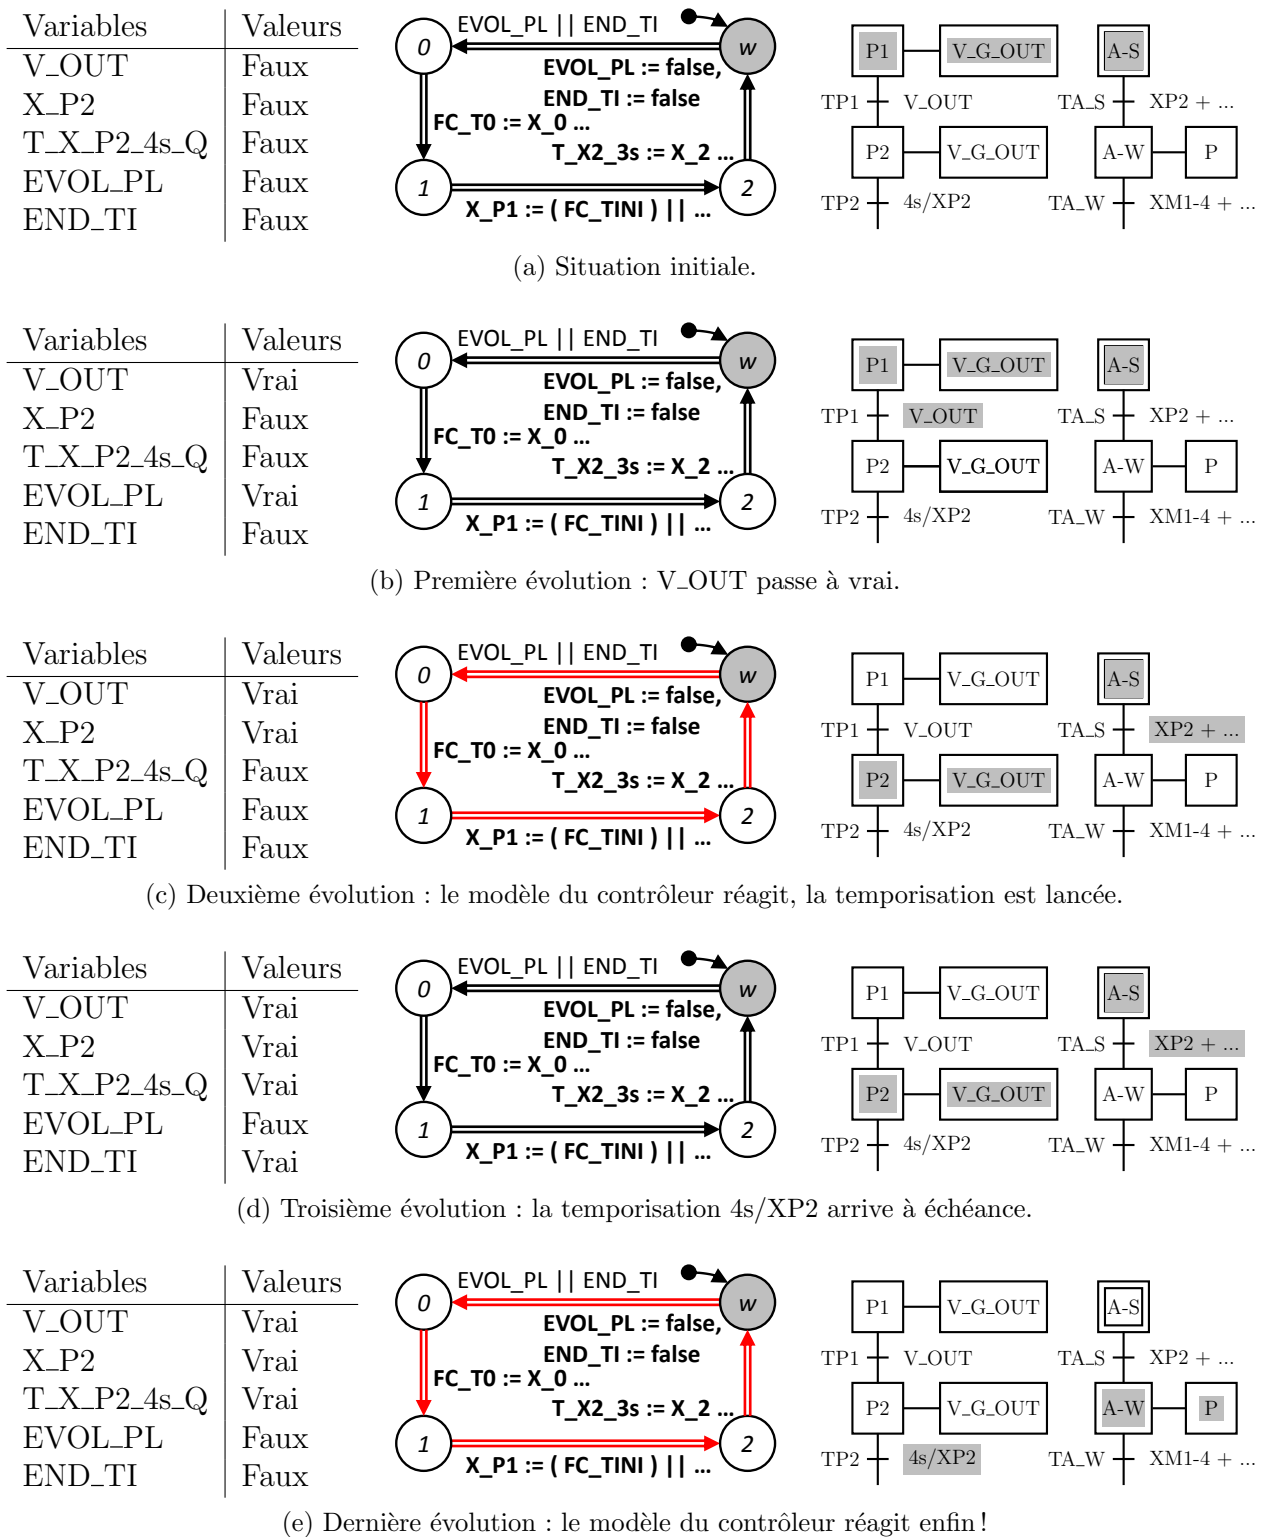 Variables Valeurs
V_OUT Faux
X_P2 Faux
T_X_P2_4s_Q Faux
EVOL_PL Faux
END_TI Faux
0 EVOL_PL || END_TI w
EVOL_PL := false,
END_TI := false
FC_T0 := X_0 ...
T_X2_3s := X_2 ...
1 2
X_P1 := ( FC_TINI ) || ...
P1 V_G_OUT A-S
TP1 V_OUT TA_S XP2 + ...
P2 V_G_OUT A-W P
TP2 4s/XP2 TA_W XM1-4 + ...
(a) Situation initiale.
Variables Valeurs
V_OUT Vrai
X_P2 Faux
T_X_P2_4s_Q Faux
EVOL_PL Vrai
END_TI Faux
0 EVOL_PL || END_TI w
EVOL_PL := false,
END_TI := false
FC_T0 := X_0 ...
T_X2_3s := X_2 ...
1 2
X_P1 := ( FC_TINI ) || ...
P1 V_G_OUT A-S
TP1 V_OUT TA_S XP2 + ...
P2 V_G_OUT A-W P
TP2 4s/XP2 TA_W XM1-4 + ...
(b) Première évolution : V_OUT passe à vrai.
Variables Valeurs
V_OUT Vrai
X_P2 Vrai
T_X_P2_4s_Q Faux
EVOL_PL Faux
END_TI Faux
0 EVOL_PL || END_TI w
EVOL_PL := false,
END_TI := false
FC_T0 := X_0 ...
T_X2_3s := X_2 ...
1 2
X_P1 := ( FC_TINI ) || ...
P1 V_G_OUT A-S
TP1 V_OUT TA_S XP2 + ...
P2 V_G_OUT A-W P
TP2 4s/XP2 TA_W XM1-4 + ...
(c) Deuxième évolution : le modèle du contrôleur réagit, la temporisation est lancée.
Variables Valeurs
V_OUT Vrai
X_P2 Vrai
T_X_P2_4s_Q Vrai
EVOL_PL Faux
END_TI Vrai
0 EVOL_PL || END_TI w
EVOL_PL := false,
END_TI := false
FC_T0 := X_0 ...
T_X2_3s := X_2 ...
1 2
X_P1 := ( FC_TINI ) || ...
P1 V_G_OUT A-S
TP1 V_OUT TA_S XP2 + ...
P2 V_G_OUT A-W P
TP2 4s/XP2 TA_W XM1-4 + ...
(d) Troisième évolution : la temporisation 4s/XP2 arrive à échéance.
Variables Valeurs
V_OUT Vrai
X_P2 Vrai
T_X_P2_4s_Q Vrai
EVOL_PL Faux
END_TI Faux
0 EVOL_PL || END_TI w
EVOL_PL := false,
END_TI := false
FC_T0 := X_0 ...
T_X2_3s := X_2 ...
1 2
X_P1 := ( FC_TINI ) || ...
P1 V_G_OUT A-S
TP1 V_OUT TA_S XP2 + ...
P2 V_G_OUT A-W P
TP2 4s/XP2 TA_W XM1-4 + ...
(e) Dernière évolution : le modèle du contrôleur réagit enfin !